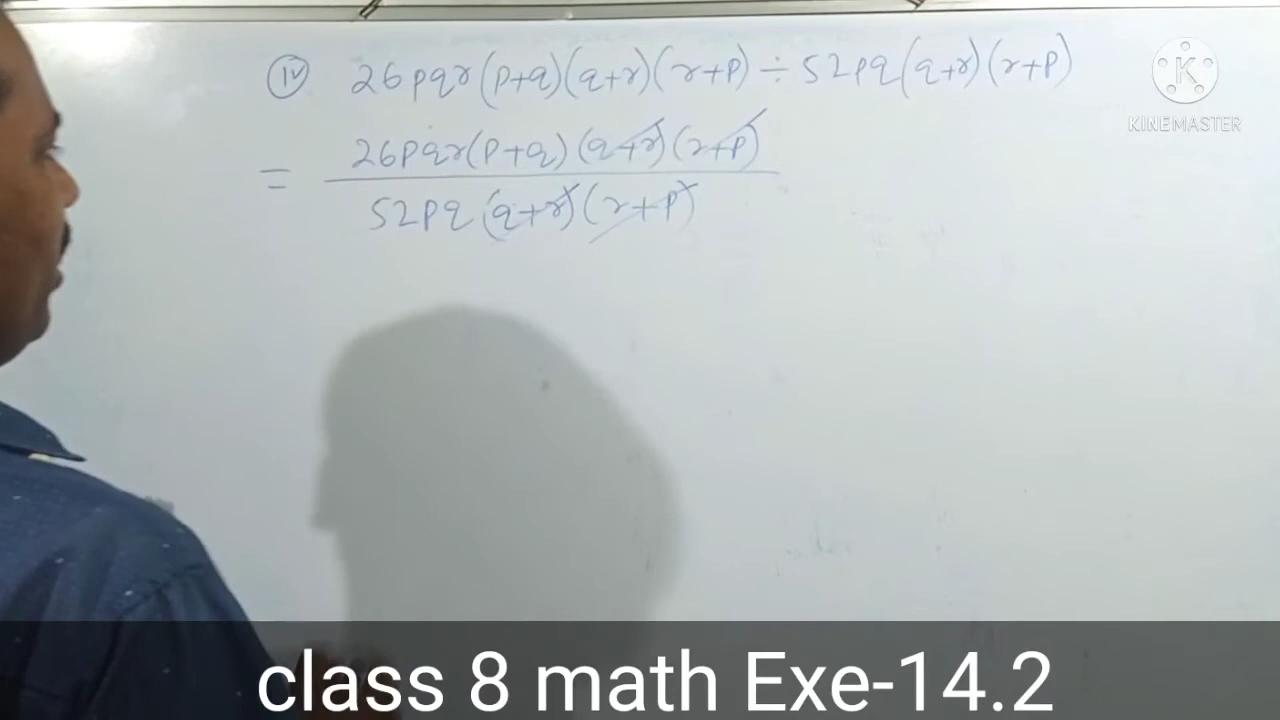 iv 26pqr(p+q)(q+r)(r+p) ÷ 52pq(q+r)(r+p)
KINEMASTER
= 26pqr(p+q)(q+r)(r+p)
52pq(q+r)(r+p)
class 8 math Exe-14.2